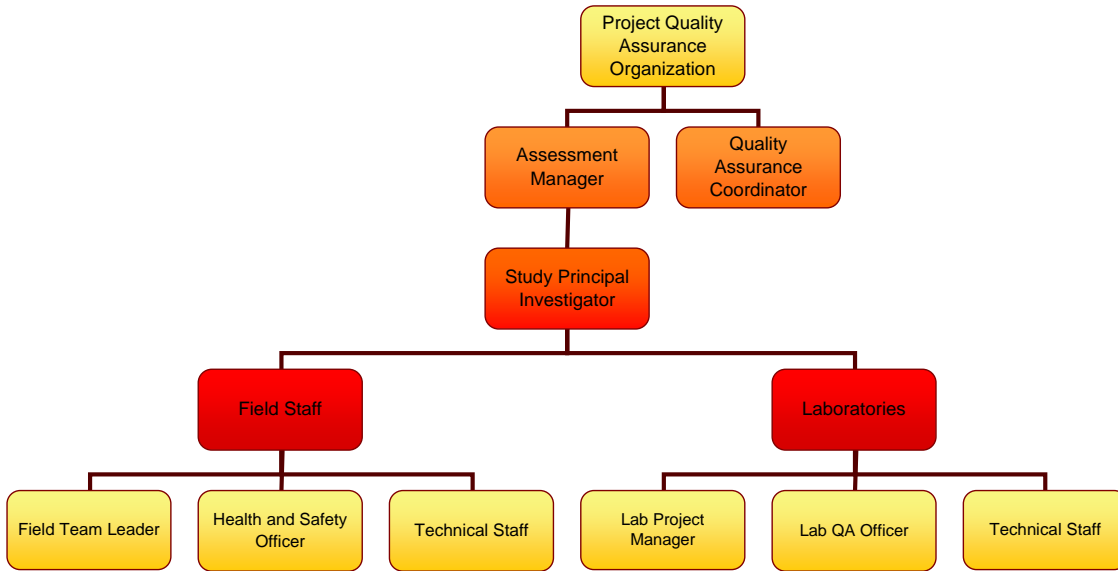 Project Quality
Assurance
Organization
Assessment
Manager
Quality
Assurance
Coordinator
Study Principal
Investigator
Field Staff
Laboratories
Field Team Leader
Health and Safety
Officer
Technical Staff
Lab Project
Manager
Lab QA Officer
Technical Staff